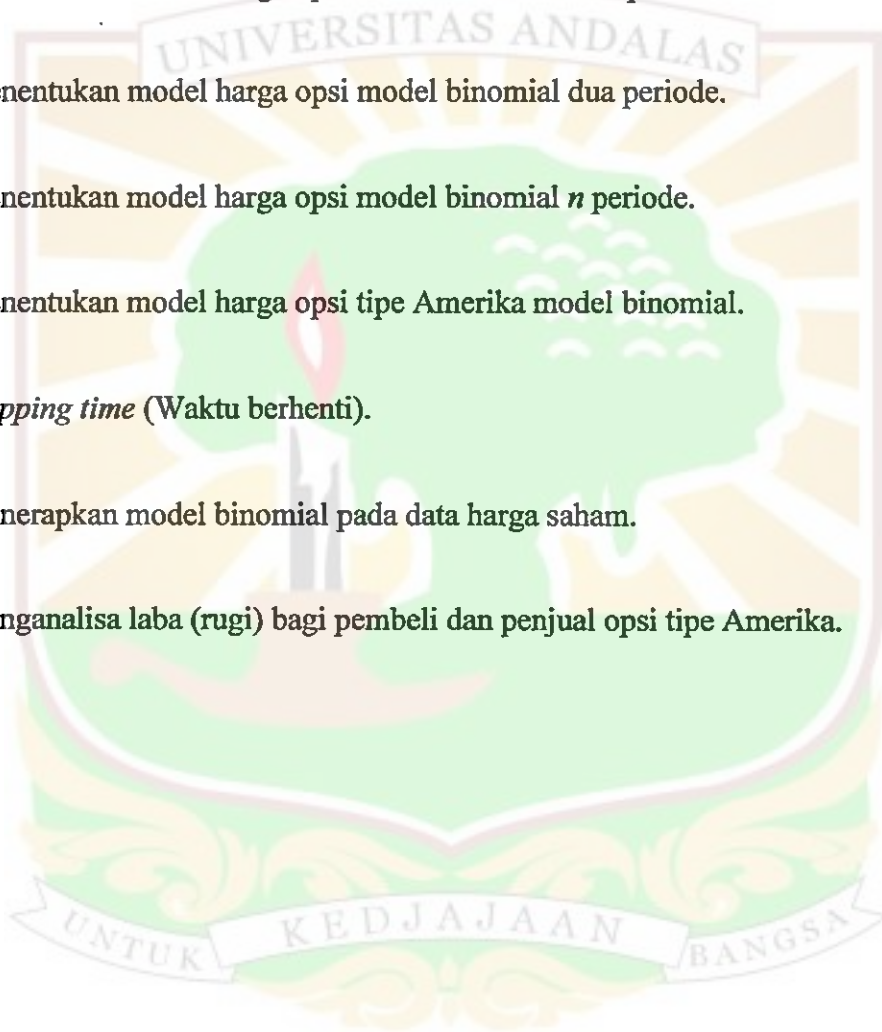 UNIVERSITAS ANDALAS
nentukan model harga opsi model binomial dua periode.
nentukan model harga opsi model binomial n periode.
nentukan model harga opsi tipe Amerika model binomial.
pping time (Waktu berhenti).
nerapkan model binomial pada data harga saham.
nganalisa laba (rugi) bagi pembeli dan penjual opsi tipe Amerika.
UNTUK KEDJAJAAN BANGSA